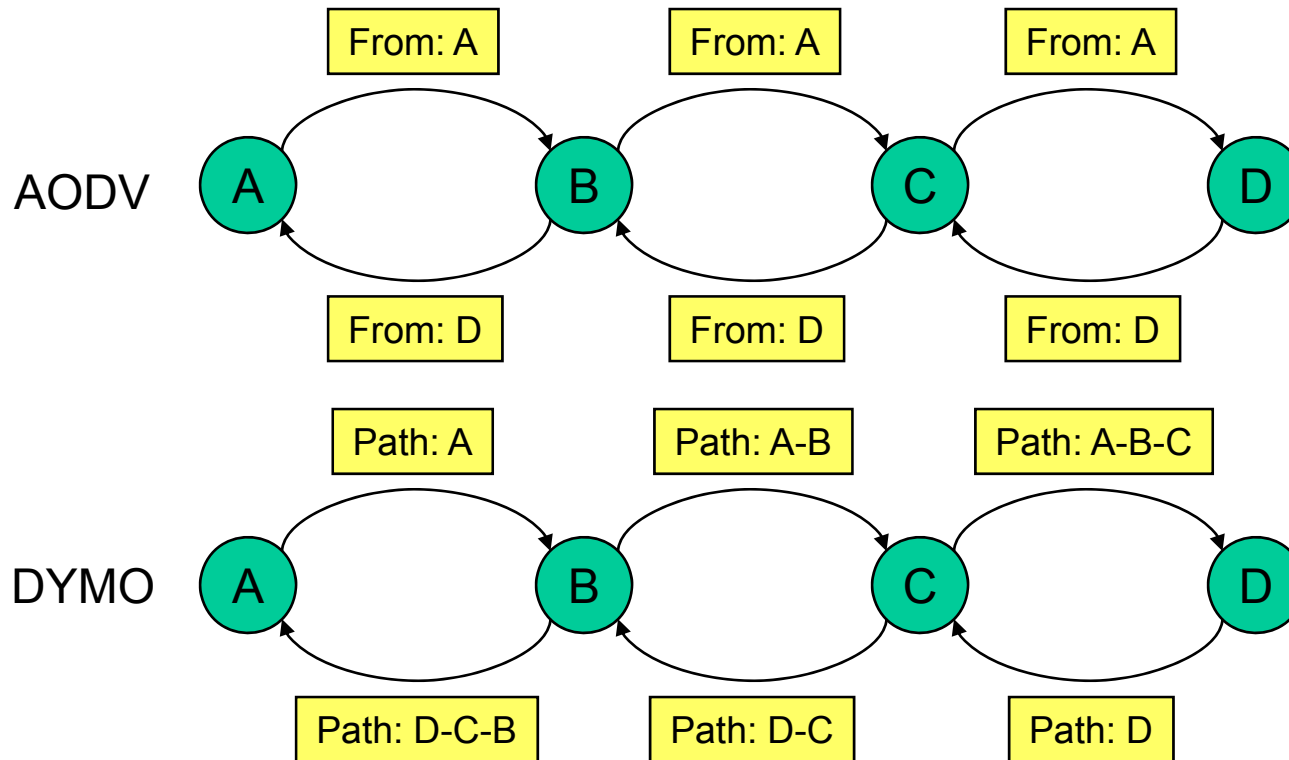 From: A
From: A
From: A
AODV
A
B
C
D
From: D
From: D
From: D
Path: A
Path: A-B
Path: A-B-C
DYMO
A
B
C
D
Path: D-C-B
Path: D-C
Path: D